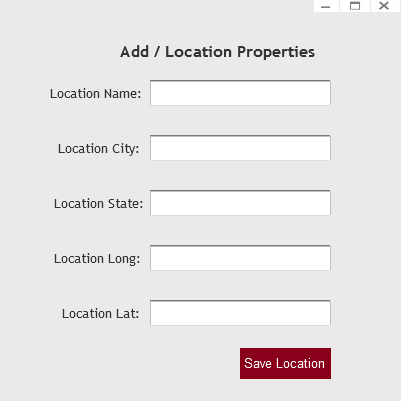 Add / Location Properties
Location Name:
Location City:
Location State:
Location Long:
Location Lat:
Save Location